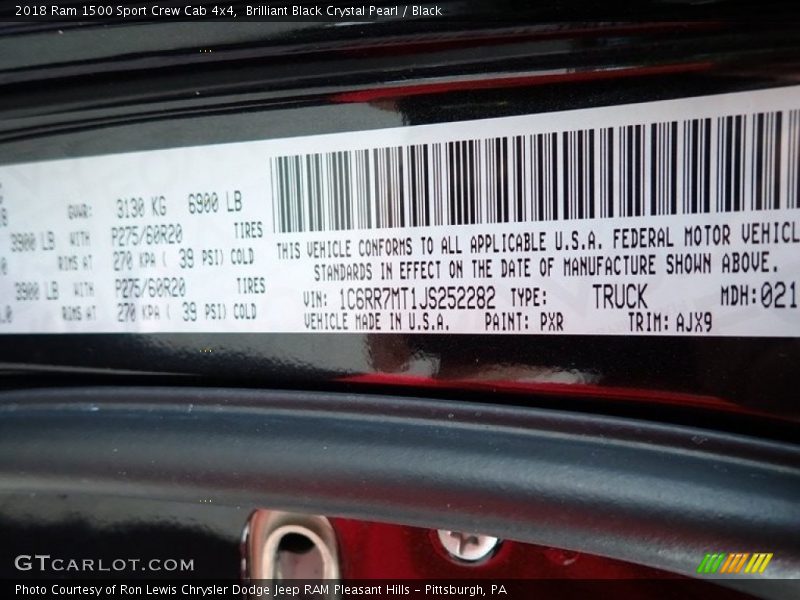 2018 Ram 1500 Sport Crew Cab 4x4, Brilliant Black Crystal Pearl / Black
GVWR: 3130 KG 6900 LB
3900 LB WITH P275/60R20 TIRES
RIMS AT 270 KPA ( 39 PSI) COLD
3900 LB WITH P275/60R20 TIRES
RIMS AT 270 KPA ( 39 PSI) COLD
THIS VEHICLE CONFORMS TO ALL APPLICABLE U.S.A. FEDERAL MOTOR VEHICL
STANDARDS IN EFFECT ON THE DATE OF MANUFACTURE SHOWN ABOVE.
VIN: 1C6RR7MT1JS252282 TYPE: TRUCK MDH:021
VEHICLE MADE IN U.S.A. PAINT: PXR TRIM: AJX9
GTCARLOT.COM
Photo Courtesy of Ron Lewis Chrysler Dodge Jeep RAM Pleasant Hills - Pittsburgh, PA